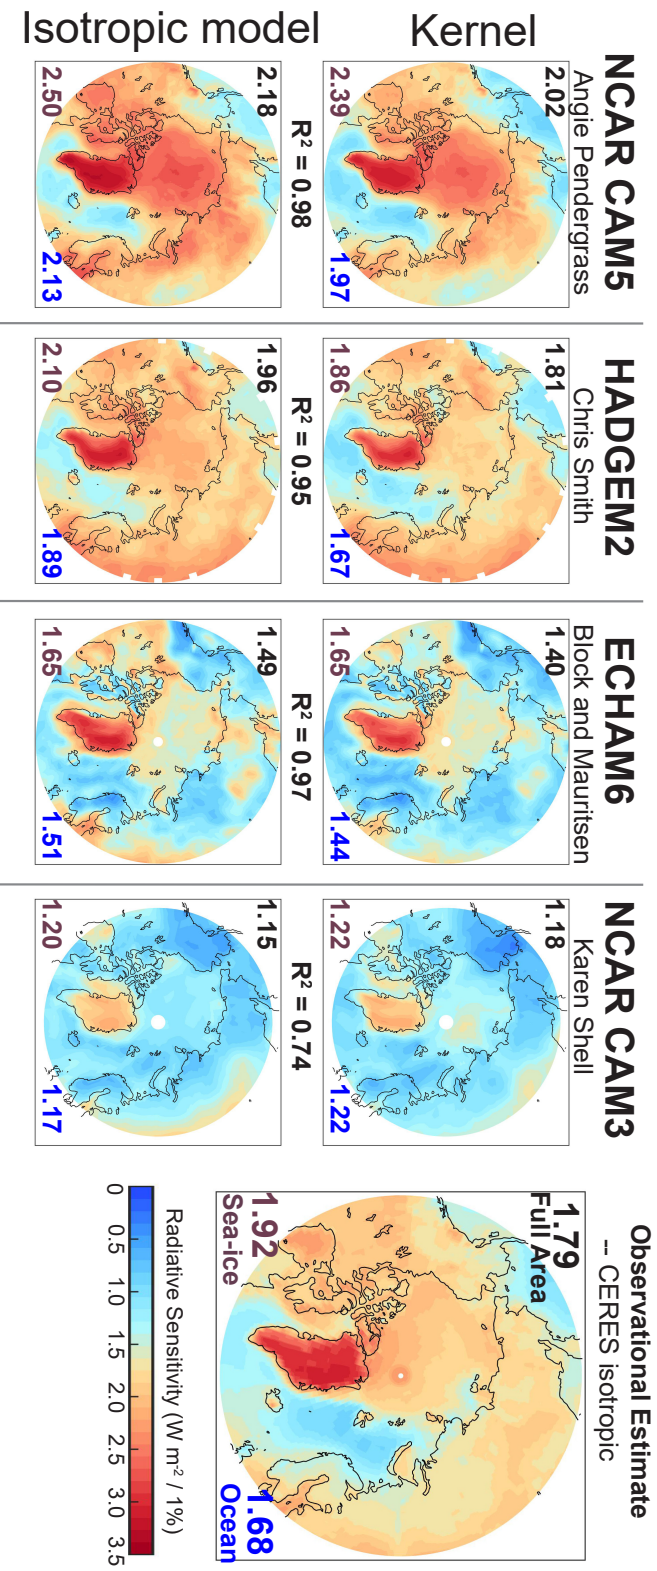 Isotropic model
Kernel
NCAR CAM5
Angie Pendergrass
2.02
2.39
1.97
R² = 0.98
2.18
2.50
2.13
HADGEM2
Chris Smith
1.81
1.86
1.67
R² = 0.95
1.96
2.10
1.89
ECHAM6
Block and Mauritsen
1.40
1.65
1.44
R² = 0.97
1.49
1.65
1.51
NCAR CAM3
Karen Shell
1.18
1.22
1.22
R² = 0.74
1.15
1.20
1.17
Observational Estimate
-- CERES isotropic
1.79
Full Area
1.92
Sea-ice
1.68
Ocean
Radiative Sensitivity (W m⁻² / 1%)
0 0.5 1.0 1.5 2.0 2.5 3.0 3.5